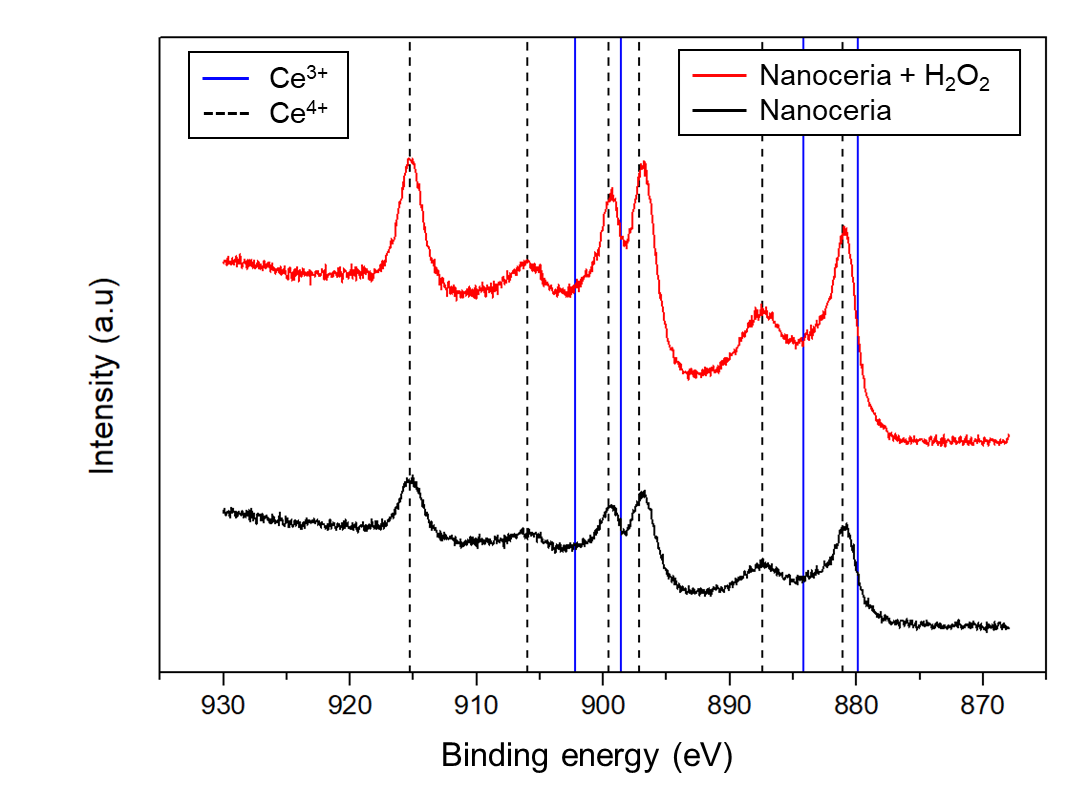 Ce³⁺
Ce⁴⁺
Nanoceria + H₂O₂
Nanoceria
Intensity (a.u)
930 920 910 900 890 880 870
Binding energy (eV)